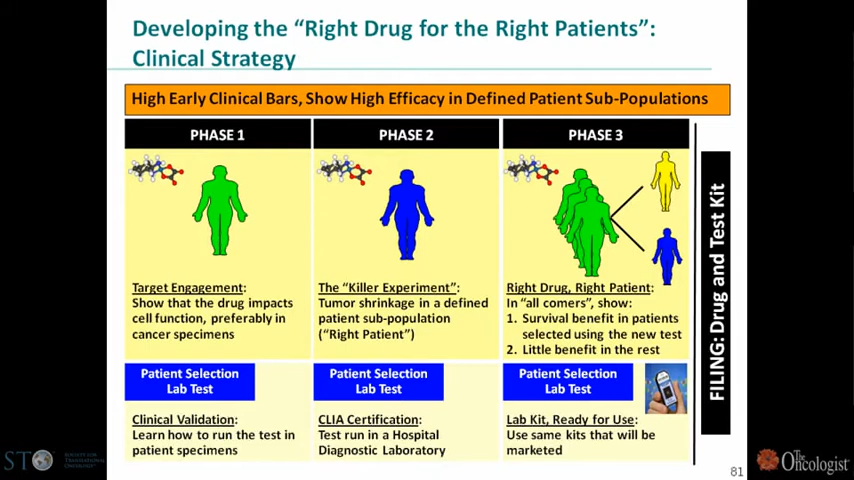 Developing the “Right Drug for the Right Patients”:
Clinical Strategy
High Early Clinical Bars, Show High Efficacy in Defined Patient Sub-Populations
PHASE 1
PHASE 2
PHASE 3
Target Engagement:
Show that the drug impacts
cell function, preferably in
cancer specimens
The “Killer Experiment”:
Tumor shrinkage in a defined
patient sub-population
(“Right Patient”)
Right Drug, Right Patient:
In “all comers”, show:
1. Survival benefit in patients
selected using the new test
2. Little benefit in the rest
Patient Selection
Lab Test
Patient Selection
Lab Test
Patient Selection
Lab Test
Clinical Validation:
Learn how to run the test in
patient specimens
CLIA Certification:
Test run in a Hospital
Diagnostic Laboratory
Lab Kit, Ready for Use:
Use same kits that will be
marketed
FILING: Drug and Test Kit
81
STO
SOCIETY FOR
TRANSLATIONAL
ONCOLOGY
The
Oncologist